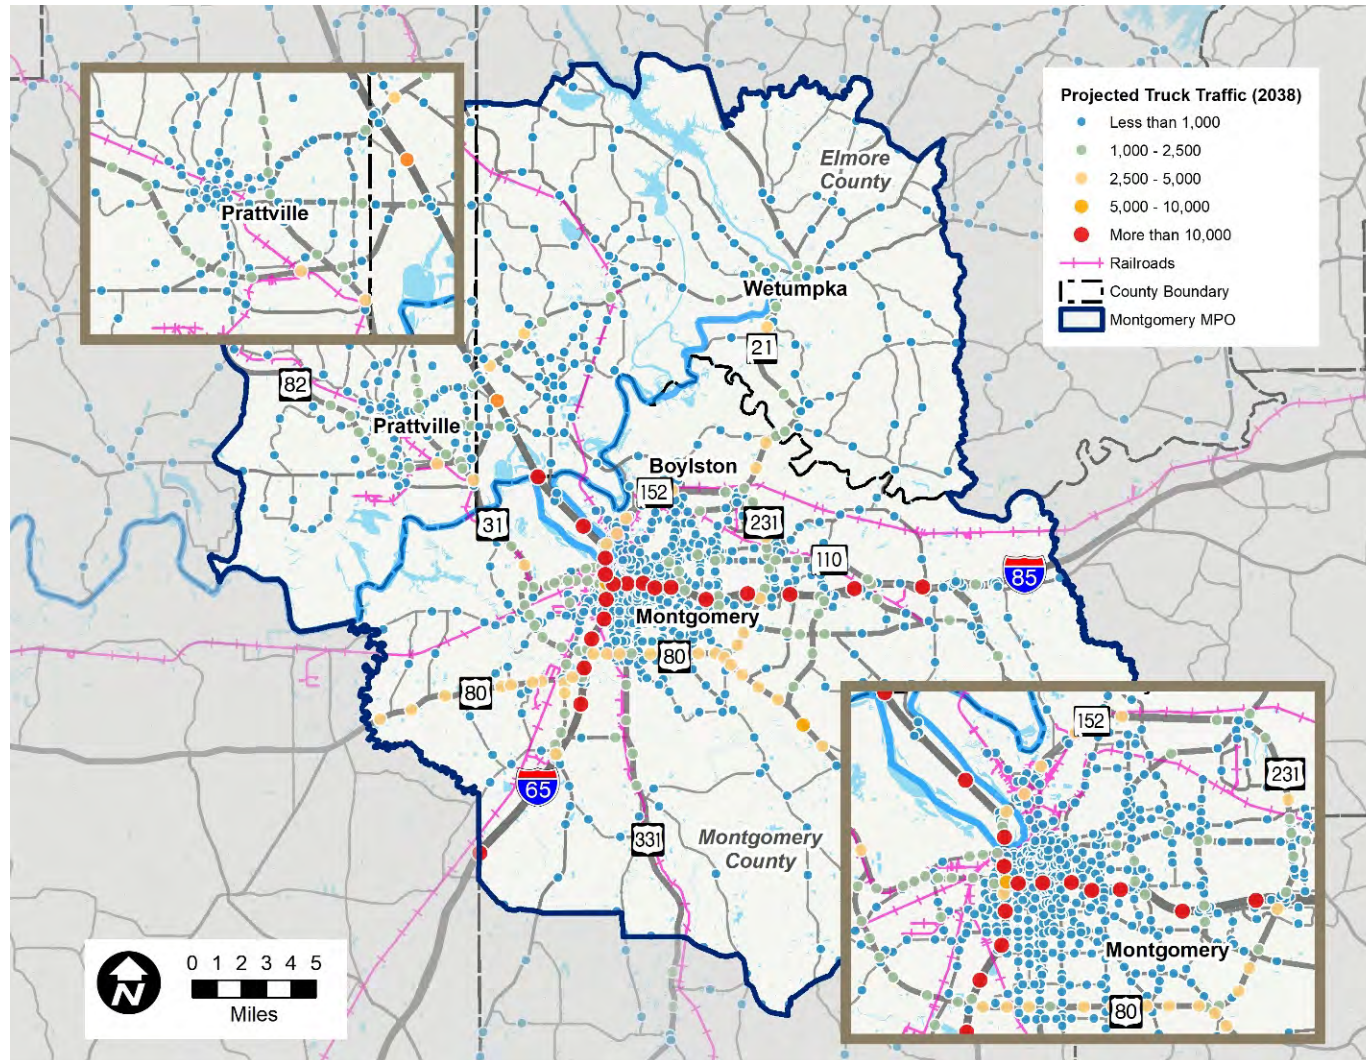 Projected Truck Traffic (2038)
Less than 1,000
1,000 - 2,500
2,500 - 5,000
5,000 - 10,000
More than 10,000
Railroads
County Boundary
Montgomery MPO
Prattville
Elmore
County
Wetumpka
21
82
Prattville
Boylston
152
31
231
110
85
Montgomery
80
80
65
331
Montgomery
County
152
231
Montgomery
80
N
0 1 2 3 4 5
Miles